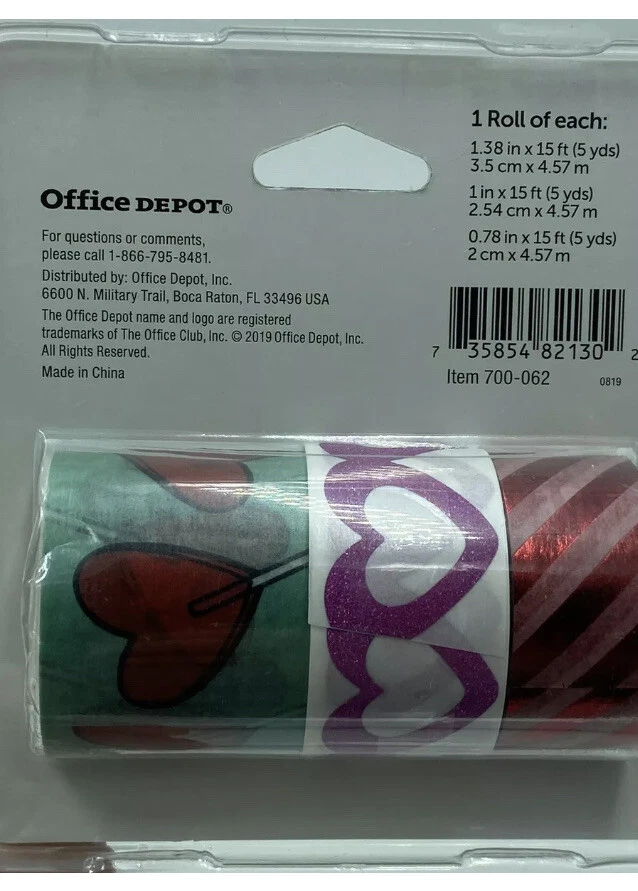 1 Roll of each:
1.38 in x 15 ft (5 yds)
3.5 cm x 4.57 m
1 in x 15 ft (5 yds)
2.54 cm x 4.57 m
0.78 in x 15 ft (5 yds)
2 cm x 4.57 m
Office DEPOT®
For questions or comments,
please call 1-866-795-8481.
Distributed by: Office Depot, Inc.
6600 N. Military Trail, Boca Raton, FL 33496 USA
The Office Depot name and logo are registered
trademarks of The Office Club, Inc. © 2019 Office Depot, Inc.
All Rights Reserved.
Made in China
7 35854 82130 2
Item 700-062 0819